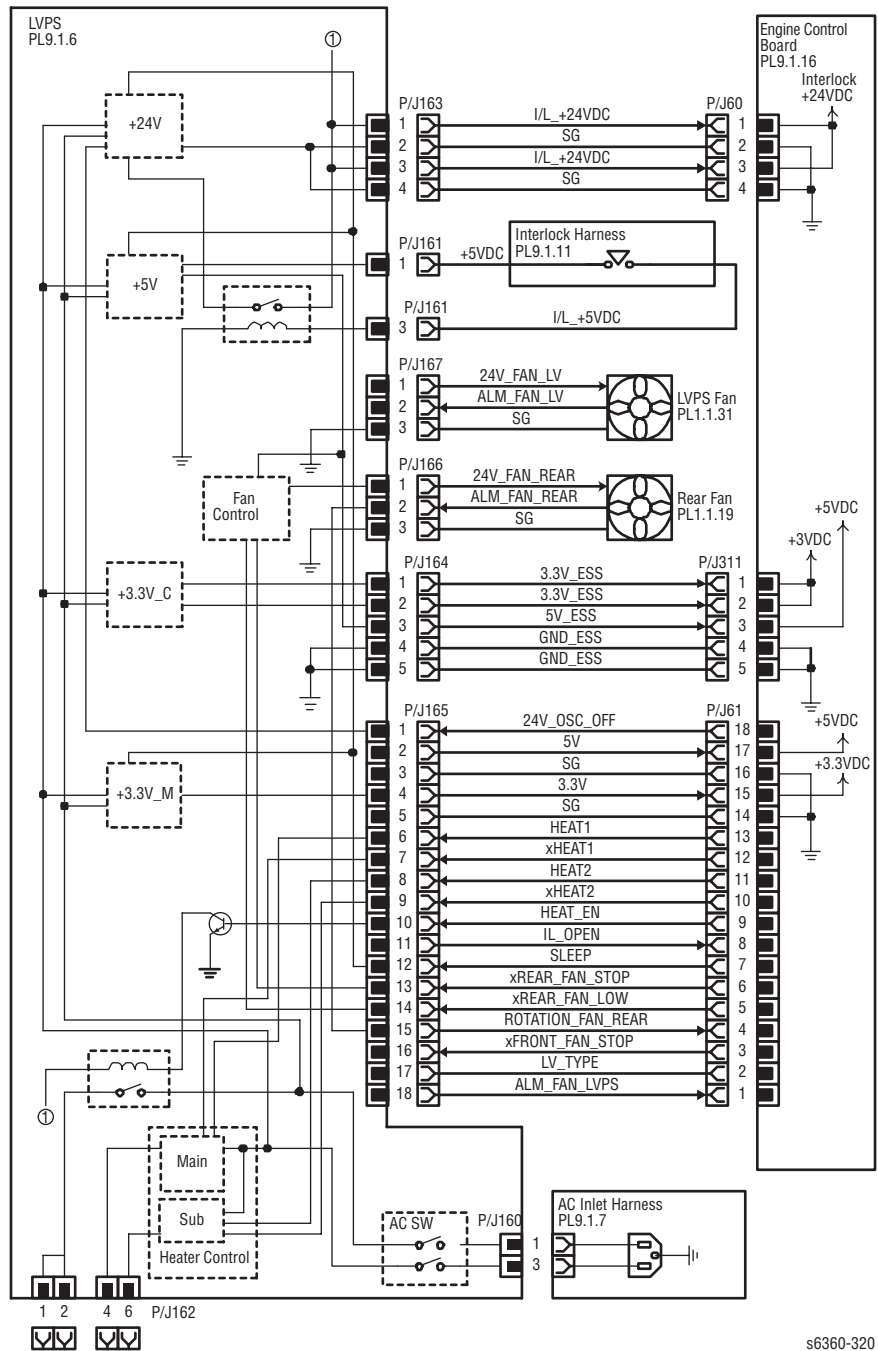 LVPS
PL9.1.6
①
Engine Control
Board
PL9.1.16
Interlock
+24VDC
+24V
P/J163
P/J60
1 I/L_+24VDC 1
2 SG 2
3 I/L_+24VDC 3
4 SG 4
+5V
P/J161
1 +5VDC
Interlock Harness
PL9.1.11
P/J161
3 I/L_+5VDC
P/J167
1 24V_FAN_LV
2 ALM_FAN_LV
3 SG
LVPS Fan
PL1.1.31
Fan
Control
P/J166
1 24V_FAN_REAR
2 ALM_FAN_REAR
3 SG
Rear Fan
PL1.1.19
+5VDC
+3VDC
+3.3V_C
P/J164
P/J311
1 3.3V_ESS 1
2 3.3V_ESS 2
3 5V_ESS 3
4 GND_ESS 4
5 GND_ESS 5
P/J165
P/J61
+5VDC
+3.3VDC
+3.3V_M
1 24V_OSC_OFF 18
2 5V 17
3 SG 16
4 3.3V 15
5 SG 14
6 HEAT1 13
7 xHEAT1 12
8 HEAT2 11
9 xHEAT2 10
10 HEAT_EN 9
11 IL_OPEN 8
12 SLEEP 7
13 xREAR_FAN_STOP 6
14 xREAR_FAN_LOW 5
15 ROTATION_FAN_REAR 4
16 xFRONT_FAN_STOP 3
17 LV_TYPE 2
18 ALM_FAN_LVPS 1
①
Main
Sub
Heater Control
AC SW
P/J160
1
3
AC Inlet Harness
PL9.1.7
1 2 4 6 P/J162
s6360-320